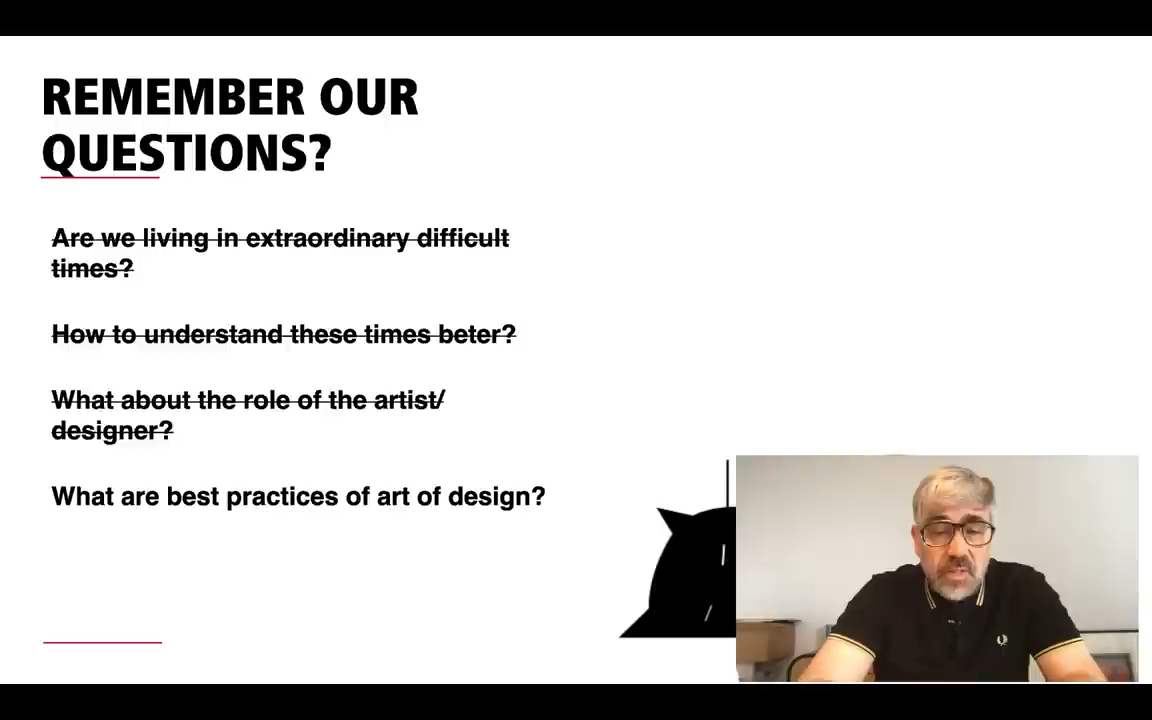 REMEMBER OUR
QUESTIONS?
Are we living in extraordinary difficult
times?
How to understand these times beter?
What about the role of the artist/
designer?
What are best practices of art of design?